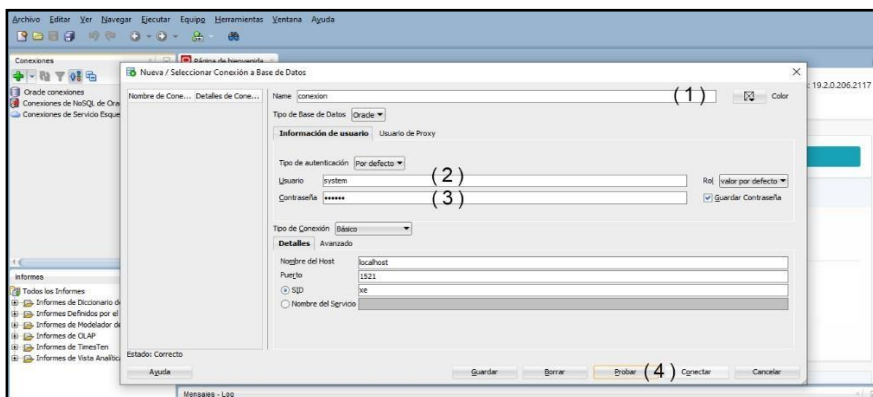 Archivo Editar Ver Navegar Ejecutar Equipo Herramientas Ventana Ayuda
Conexiones
Página de bienvenida
Oracle conexiones
Conexiones de NoSQL de Ora
Conexiones de Servicio Esque
: 19.2.0.206.2117
Nueva / Seleccionar Conexión a Base de Datos
Nombre de Cone... Detalles de Cone...
Name conexion (1) Color
Tipo de Base de Datos Oracle
Información de usuario Usuario de Proxy
Tipo de autenticación Por defecto
Usuario system (2) Rol valor por defecto
Contraseña •••••• (3) Guardar Contraseña
Tipo de Conexión Básico
Detalles Avanzado
Nombre del Host localhost
Puerto 1521
SID xe
Nombre del Servicio
Informes
Todos los Informes
Informes de Diccionario d
Informes Definidos por el
Informes de Modelador de
Informes de OLAP
Informes de TimesTen
Informes de Vista Analític
Estado: Correcto
Ayuda Guardar Borrar Probar (4) Conectar Cancelar
Mensajes - Log